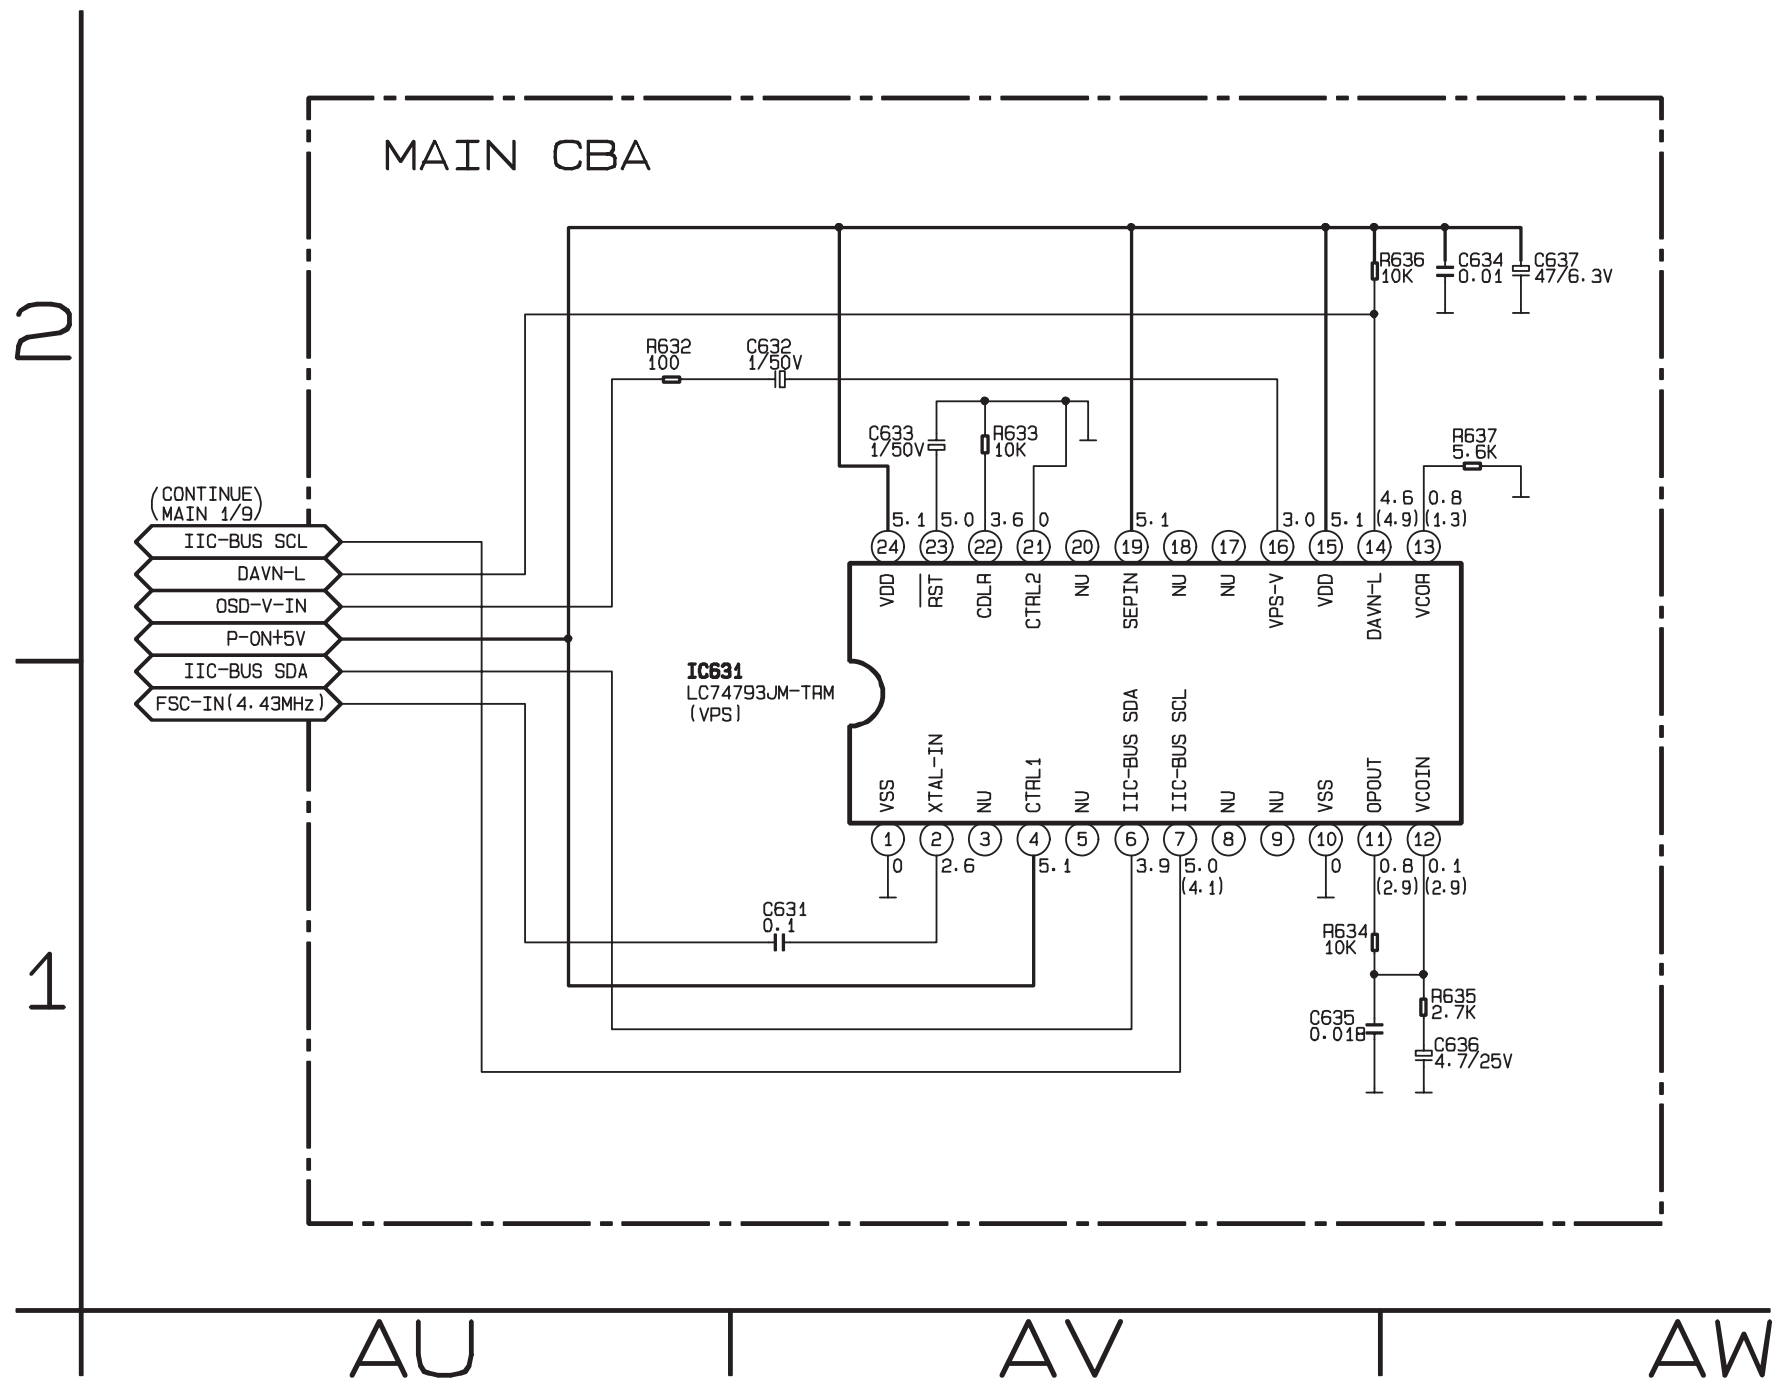 MAIN CBA
2
R636
10K
C634
0.01
C637
47/6.3V
R632
100
C632
1/50V
C633
1/50V
R633
10K
R637
5.6K
(CONTINUE
MAIN 1/9)
IIC-BUS SCL
DAVN-L
OSD-V-IN
P-ON+5V
IIC-BUS SDA
FSC-IN(4.43MHz)
4.6 0.8
5.1 5.0 3.6 0 5.1 3.0 5.1 (4.9) (1.3)
24 23 22 21 20 19 18 17 16 15 14 13
VDD RST CDLR CTRL2 NU SEPIN NU NU VPS-V VDD DAVN-L VCOR
IC631
LC74793JM-TRM
(VPS)
VSS XTAL-IN NU CTRL1 NU IIC-BUS SDA IIC-BUS SCL NU NU VSS OPOUT VCOIN
1 2 3 4 5 6 7 8 9 10 11 12
0 2.6 5.1 3.9 5.0 0 0.8 0.1
(4.1) (2.9) (2.9)
C631
0.1
R634
10K
1
R635
2.7K
C635
0.018
C636
4.7/25V
AU AV AW